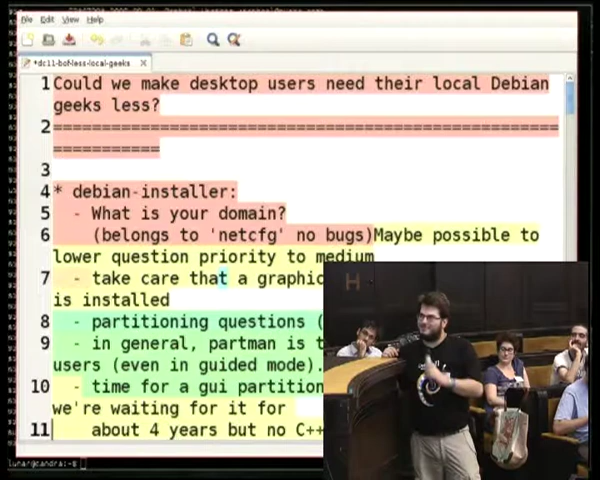 File Edit View Help
*dc11-bofless-local-geeks X
1 Could we make desktop users need their local Debian
geeks less?
2 ======================================================
============
3
4 * debian-installer:
5 - What is your domain?
6 (belongs to 'netcfg' no bugs)Maybe possible to
lower question priority to medium
7 - take care that a graphic
is installed
8 - partitioning questions (
9 - in general, partman is t
users (even in guided mode).
10 - time for a gui partition
we're waiting for it for
11 about 4 years but no C++
H
lunar@candra:~$